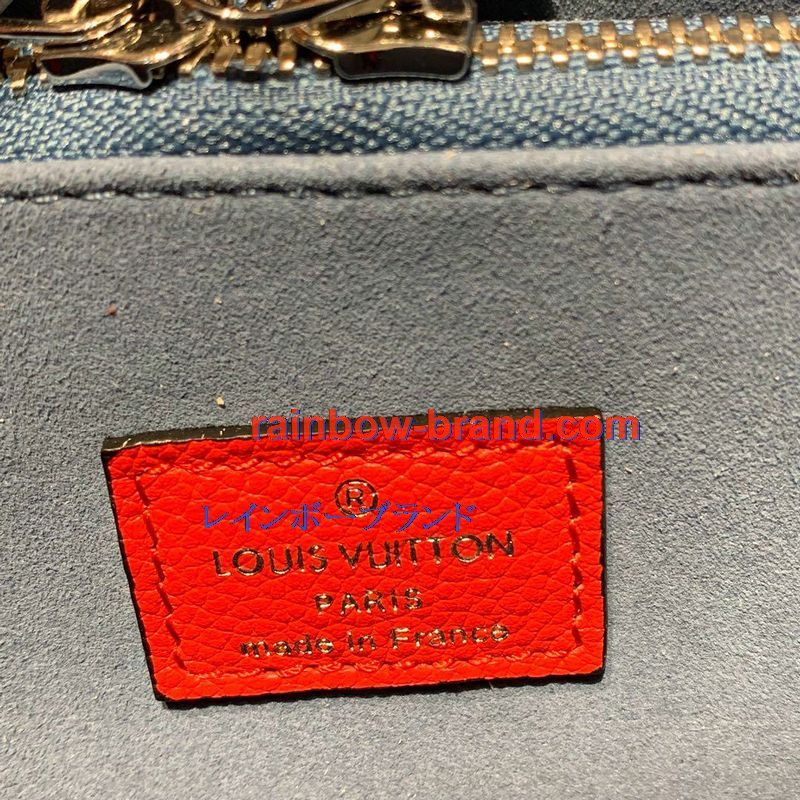 rainbow-brand.com
®
レインボーブランド
LOUIS VUITTON
PARIS
made in France